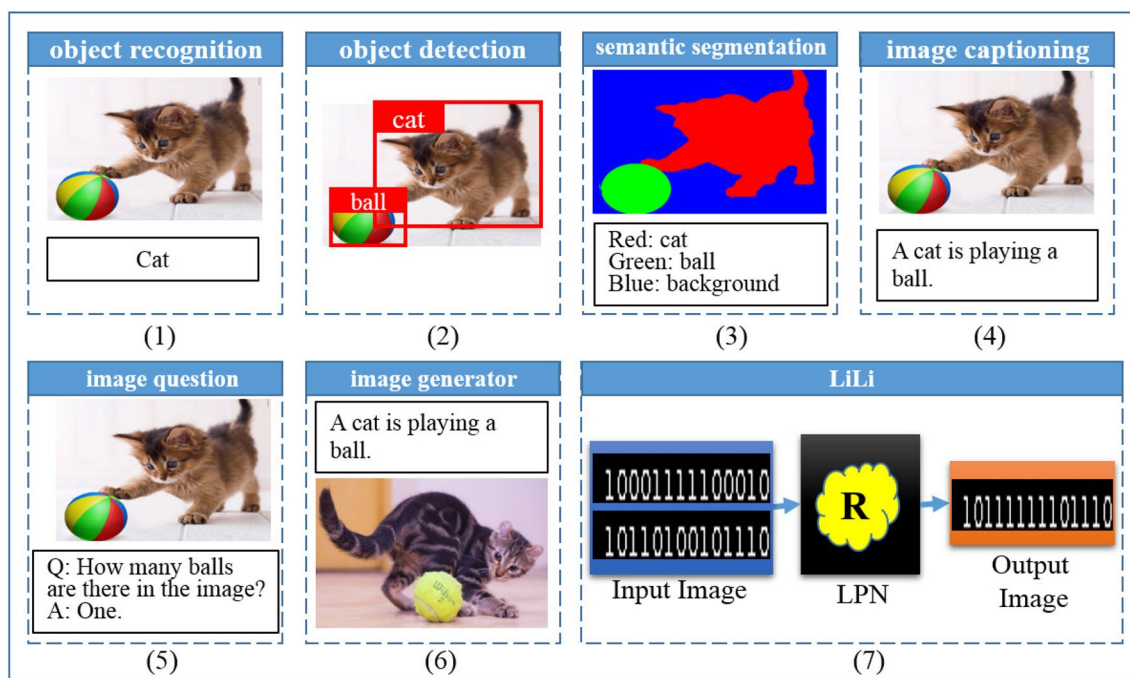 object recognition
Cat
(1)
object detection
cat
ball
(2)
semantic segmentation
Red: cat
Green: ball
Blue: background
(3)
image captioning
A cat is playing a
ball.
(4)
image question
Q: How many balls
are there in the image?
A: One.
(5)
image generator
A cat is playing a
ball.
Wilson
2
(6)
LiLi
10001111100010
10110100101110
Input Image
R
LPN
10111111101110
Output
Image
(7)